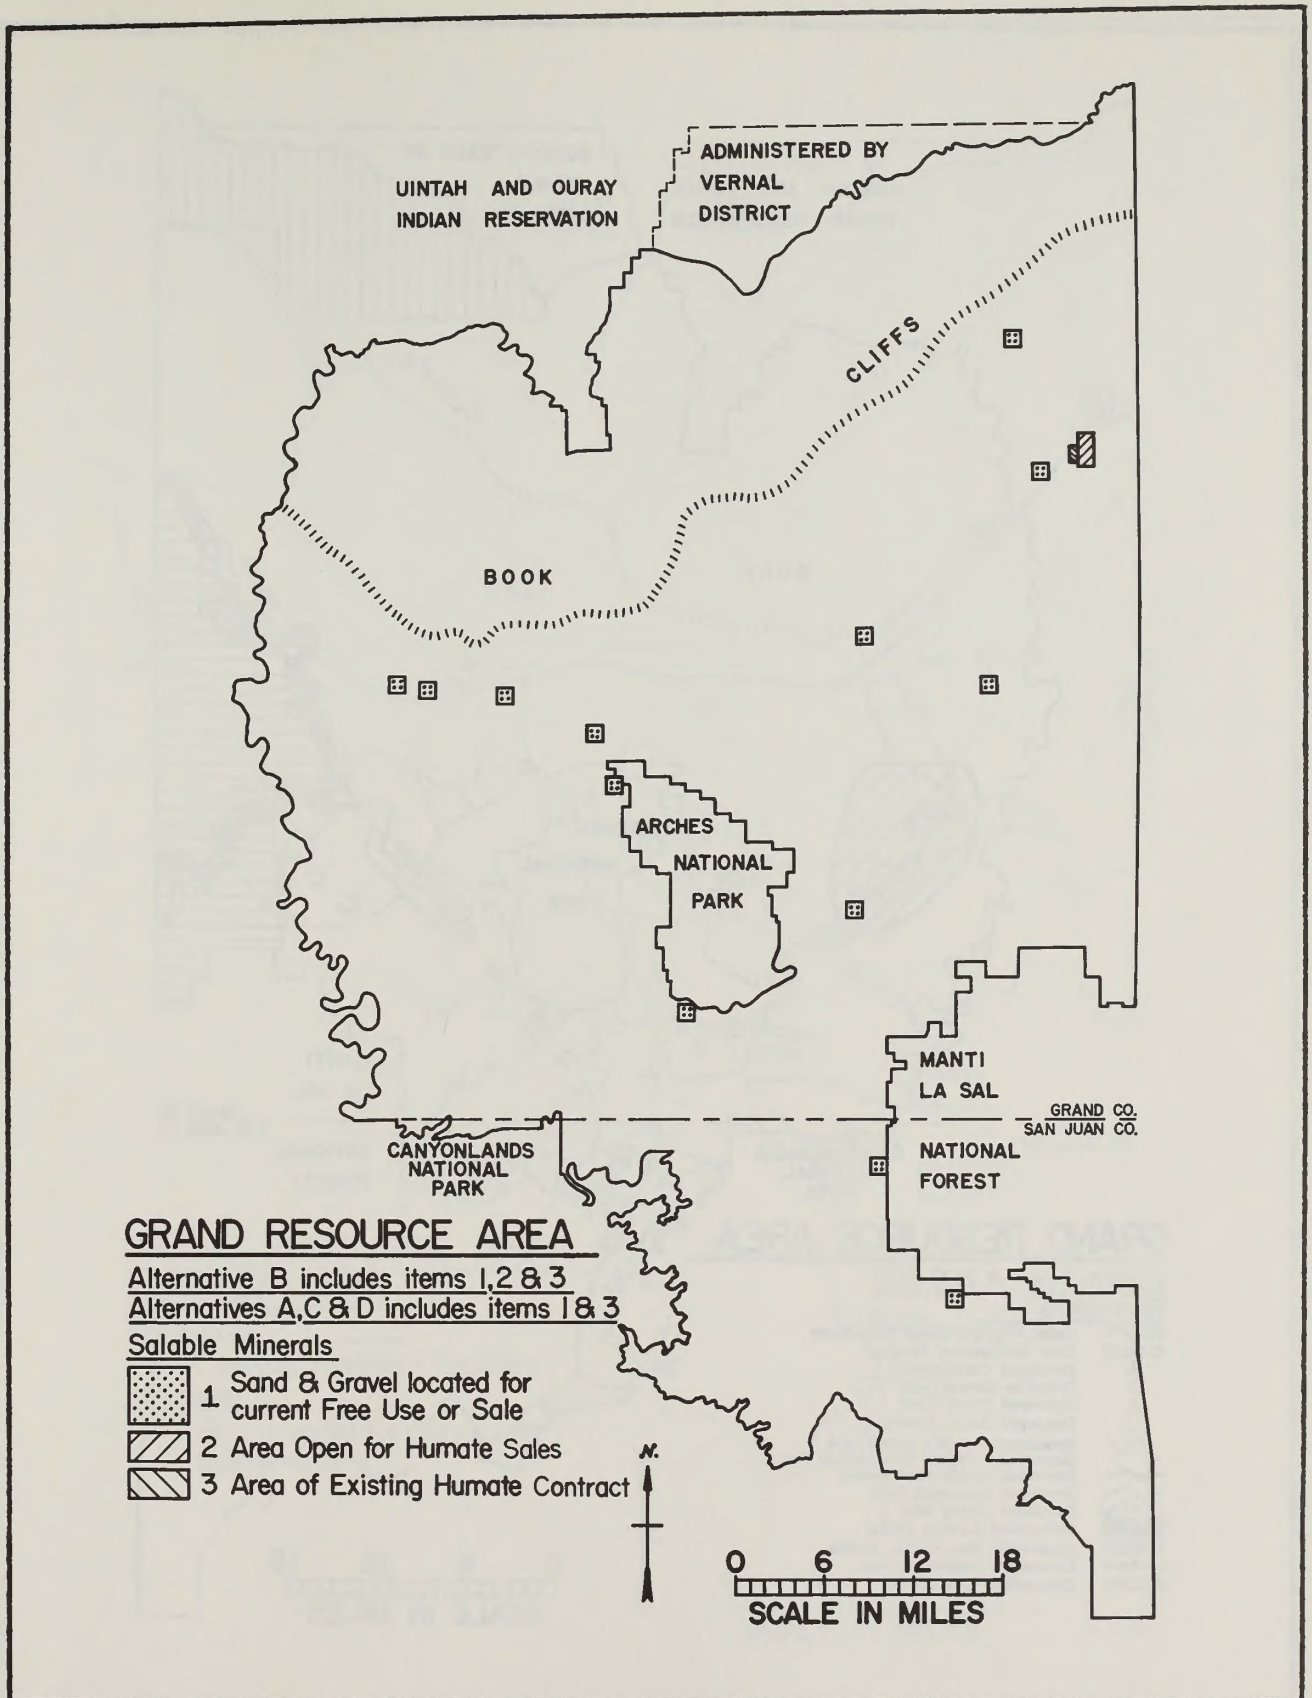 ADMINISTERED BY
VERNAL
DISTRICT
UINTAH AND OURAY
INDIAN RESERVATION
CLIFFS
BOOK
ARCHES
NATIONAL
PARK
MANTI
LA SAL
GRAND CO.
SAN JUAN CO.
NATIONAL
FOREST
CANYONLANDS
NATIONAL
PARK
GRAND RESOURCE AREA
Alternative B includes items 1,2 & 3
Alternatives A,C & D includes items 1 & 3
Salable Minerals
1 Sand & Gravel located for
current Free Use or Sale
2 Area Open for Humate Sales
3 Area of Existing Humate Contract
N.
0 6 12 18
SCALE IN MILES